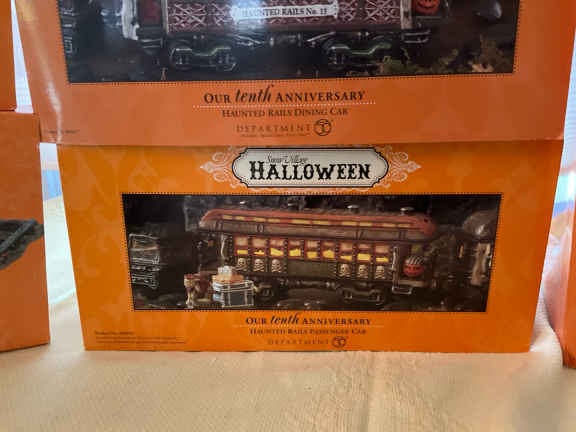 HAUNTED RAILS No. 13
OUR tenth ANNIVERSARY
HAUNTED RAILS DINING CAR
DEPARTMENT 56
Snow Village
HALLOWEEN
OUR tenth ANNIVERSARY
HAUNTED RAILS PASSENGER CAR
DEPARTMENT 56